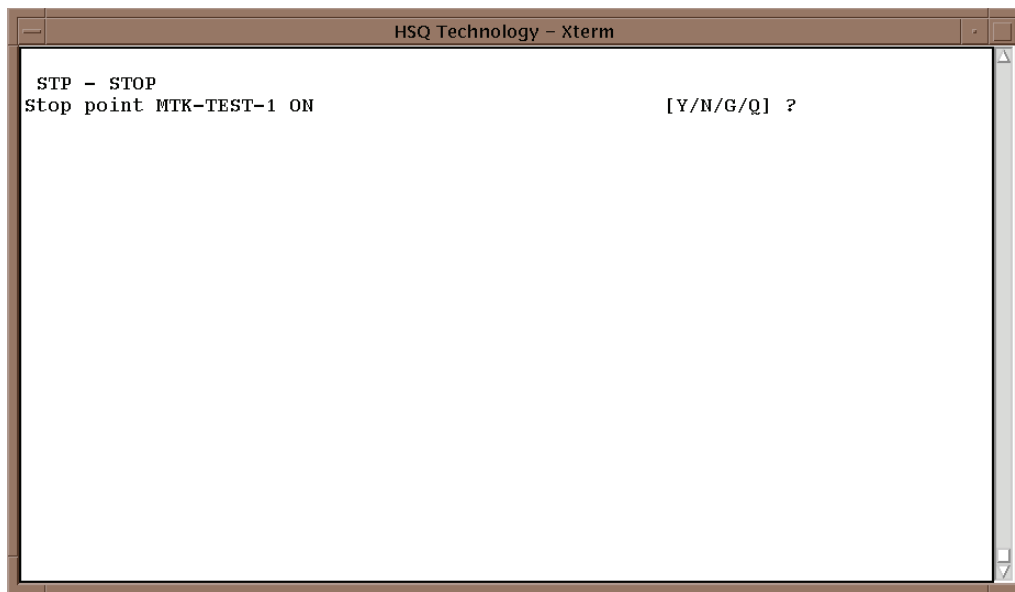 HSQ Technology – Xterm
STP - STOP
Stop point MTK-TEST-1 ON [Y/N/G/Q] ?